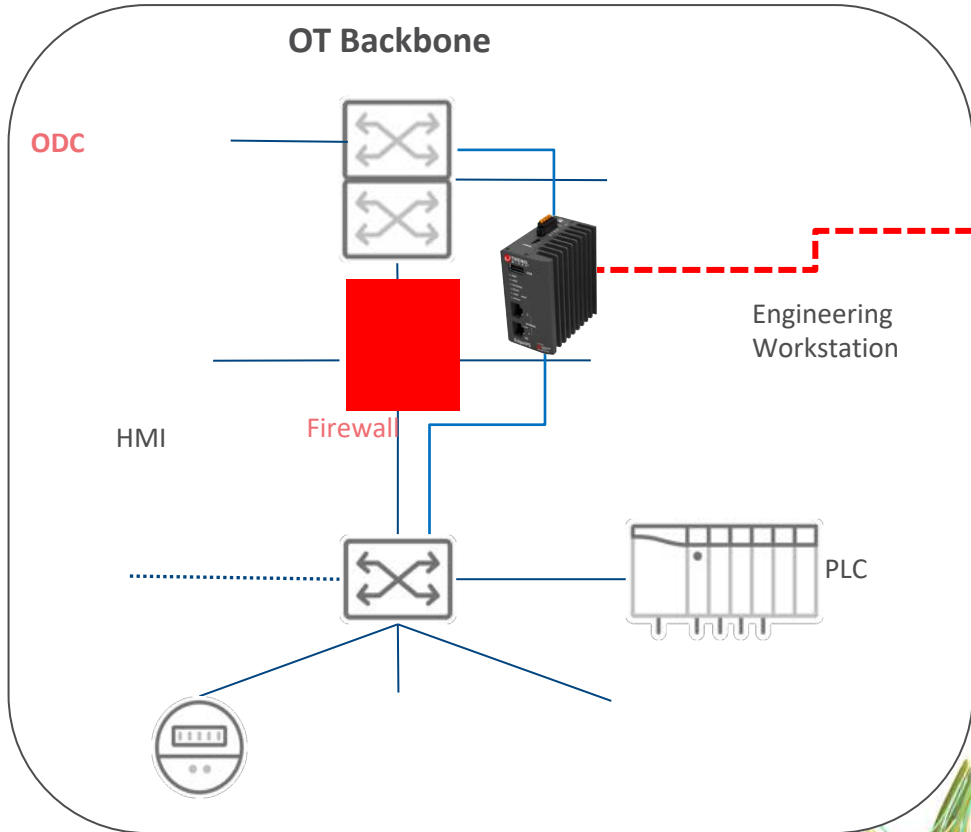 OT Backbone
ODC
Engineering
Workstation
Firewall
HMI
PLC